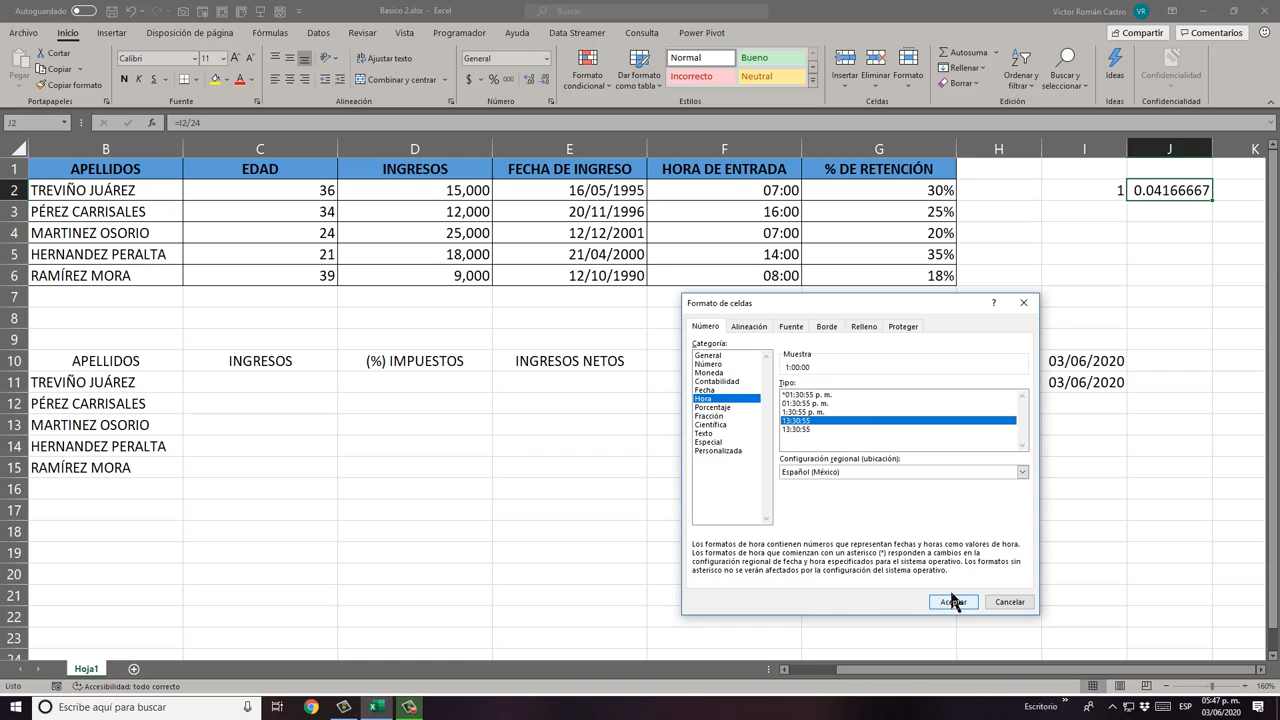 Autoguardado
Basico 2.xlsx - Excel
Buscar
Victor Román Castro
VR
Archivo
Inicio
Insertar
Disposición de página
Fórmulas
Datos
Revisar
Vista
Programador
Ayuda
Data Streamer
Consulta
Power Pivot
Compartir
Comentarios
Pegar
Cortar
Copiar
Copiar formato
Portapapeles
Calibri
11
N K S
Fuente
Ajustar texto
Combinar y centrar
Alineación
General
$ % 000
Número
Formato condicional
Dar formato como tabla
Normal
Bueno
Incorrecto
Neutral
Estilos
Insertar
Eliminar
Formato
Celdas
Autosuma
Rellenar
Borrar
Ordenar y filtrar
Buscar y seleccionar
Edición
Ideas
Ideas
Confidencialidad
Confidencialidad
J2
fx
=I2/24
B C D E F G H I J K
1 APELLIDOS EDAD INGRESOS FECHA DE INGRESO HORA DE ENTRADA % DE RETENCIÓN
2 TREVIÑO JUÁREZ 36 15,000 16/05/1995 07:00 30% 1 0.04166667
3 PÉREZ CARRISALES 34 12,000 20/11/1996 16:00 25%
4 MARTINEZ OSORIO 24 25,000 12/12/2001 07:00 20%
5 HERNANDEZ PERALTA 21 18,000 21/04/2000 14:00 35%
6 RAMÍREZ MORA 39 9,000 12/10/1990 08:00 18%
7
8
9
10 APELLIDOS INGRESOS (%) IMPUESTOS INGRESOS NETOS 03/06/2020
11 TREVIÑO JUÁREZ 03/06/2020
12 PÉREZ CARRISALES
13 MARTINEZ OSORIO
14 HERNANDEZ PERALTA
15 RAMÍREZ MORA
16
17
18
19
20
21
22
23
24
Formato de celdas
?
Número
Alineación
Fuente
Borde
Relleno
Proteger
Categoría:
General
Número
Moneda
Contabilidad
Fecha
Hora
Porcentaje
Fracción
Científica
Texto
Especial
Personalizada
Muestra
1:00:00
Tipo:
*01:30:55 p. m.
01:30:55 p. m.
1:30:55 p. m.
13:30:55
13:30:55
Configuración regional (ubicación):
Español (México)
Los formatos de hora contienen números que representan fechas y horas como valores de hora.
Los formatos de hora que comienzan con un asterisco (*) responden a cambios en la
configuración regional de fecha y hora especificados para el sistema operativo. Los formatos sin
asterisco no se verán afectados por la configuración del sistema operativo.
Aceptar
Cancelar
Hoja1
Listo
Accesibilidad: todo correcto
160%
Escribe aquí para buscar
Escritorio
ESP
05:47 p. m.
03/06/2020